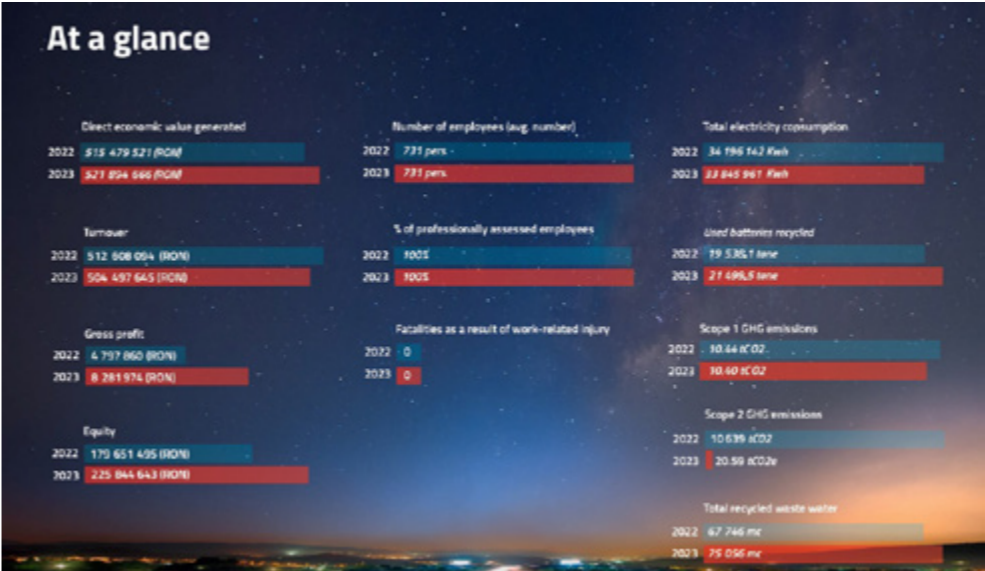 At a glance
Direct economic value generated
2022 515 479 521 (RON)
2023 521 894 666 (RON)
Turnover
2022 512 608 094 (RON)
2023 504 497 645 (RON)
Gross profit
2022 4 797 860 (RON)
2023 8 281 974 (RON)
Equity
2022 179 651 495 (RON)
2023 225 844 643 (RON)
Number of employees (avg. number)
2022 731 pers.
2023 731 pers.
% of professionally assessed employees
2022 100%
2023 100%
Fatalities as a result of work-related injury
2022 0
2023 0
Total electricity consumption
2022 34 196 142 Kwh
2023 33 845 961 Kwh
Used batteries recycled
2022 19 538,1 tone
2023 21 499,5 tone
Scope 1 GHG emissions
2022 10.44 tCO2
2023 10.40 tCO2
Scope 2 GHG emissions
2022 10 639 tCO2
2023 20.59 tCO2e
Total recycled waste water
2022 67 746 mc
2023 75 056 mc